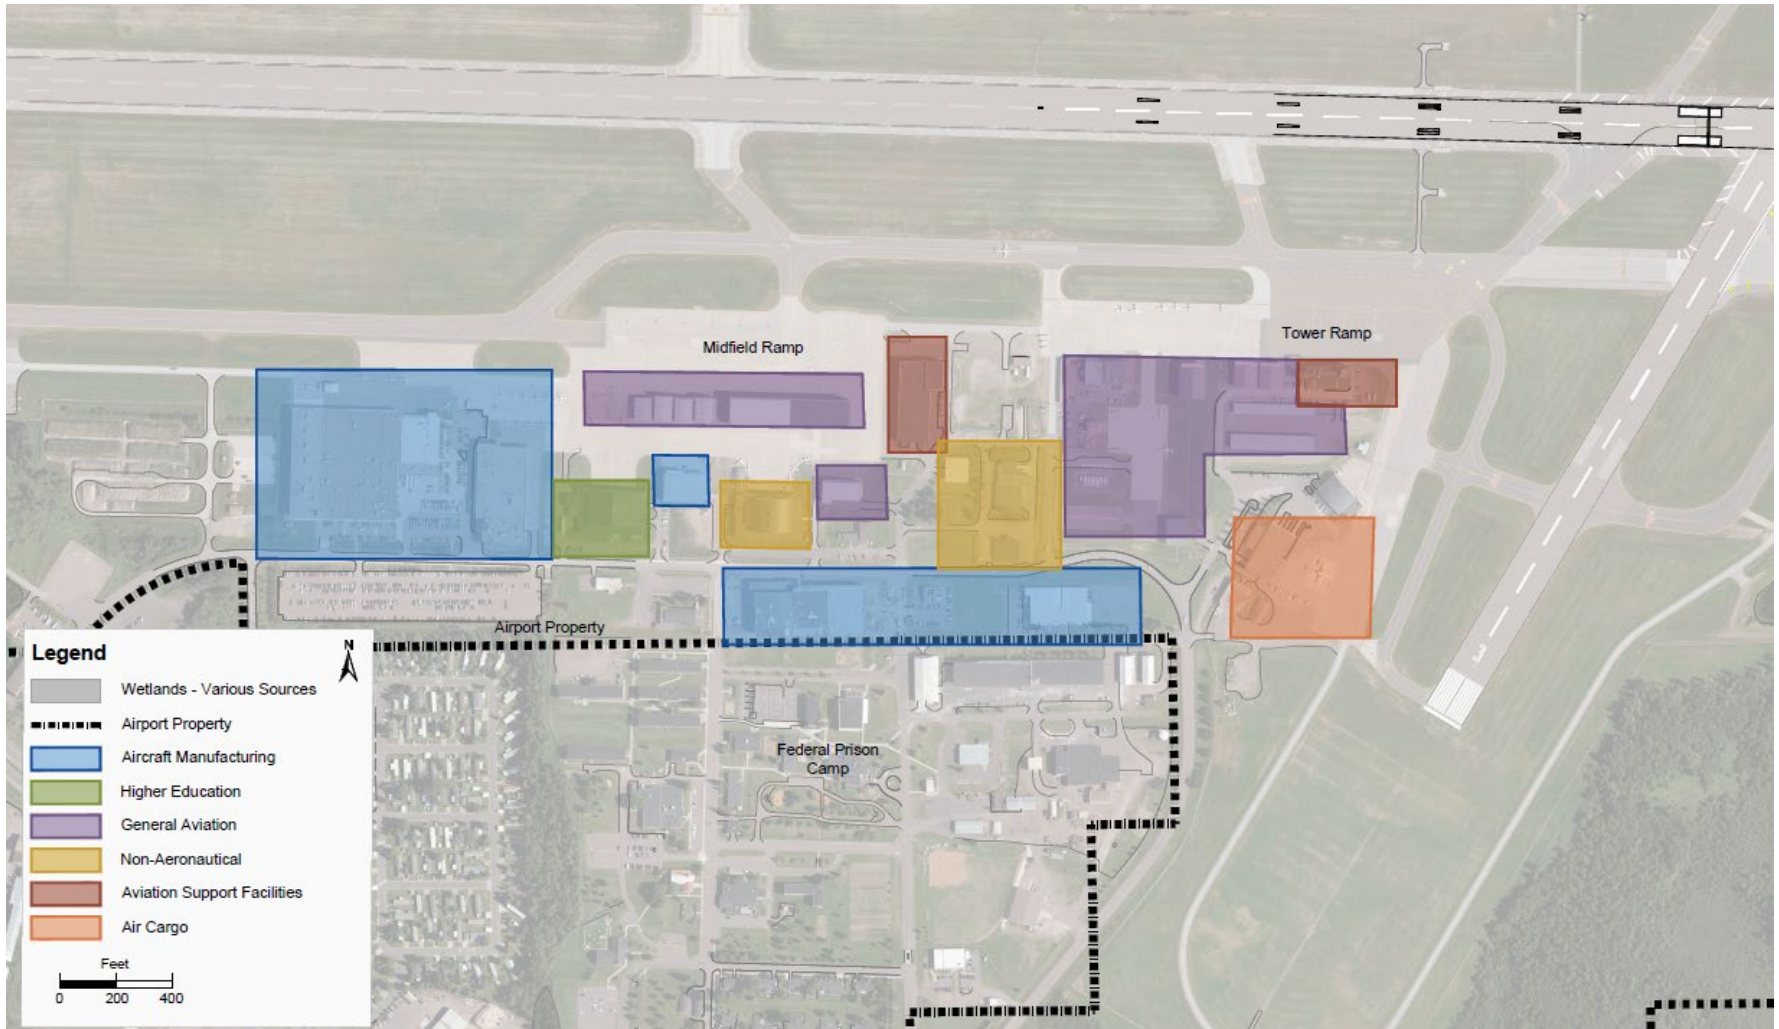 Midfield Ramp
Tower Ramp
Airport Property
Federal Prison
Camp
3
N
Legend
Wetlands - Various Sources
Airport Property
Aircraft Manufacturing
Higher Education
General Aviation
Non-Aeronautical
Aviation Support Facilities
Air Cargo
Feet
0 200 400